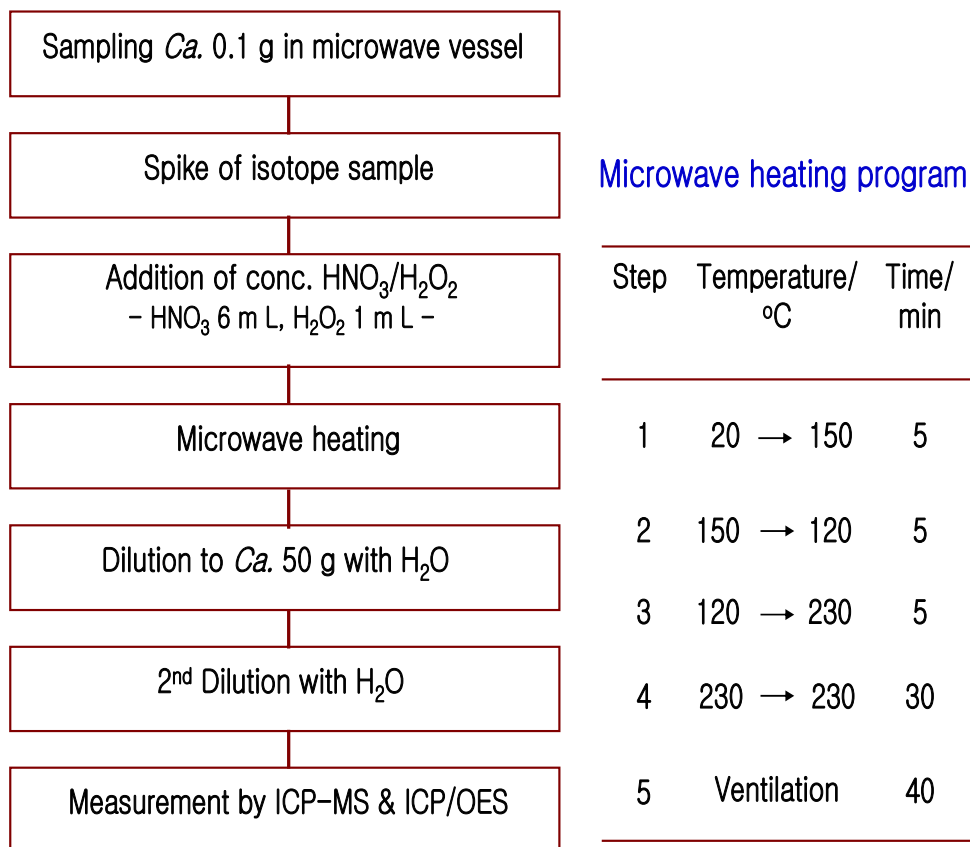 Sampling Ca. 0.1 g in microwave vessel
Spike of isotope sample
Addition of conc. HNO₃/H₂O₂
– HNO₃ 6 m L, H₂O₂ 1 m L –
Microwave heating
Dilution to Ca. 50 g with H₂O
2ⁿᵈ Dilution with H₂O
Measurement by ICP-MS & ICP/OES
Microwave heating program
Step Temperature/ Time/
ºC min
1 20 → 150 5
2 150 → 120 5
3 120 → 230 5
4 230 → 230 30
5 Ventilation 40